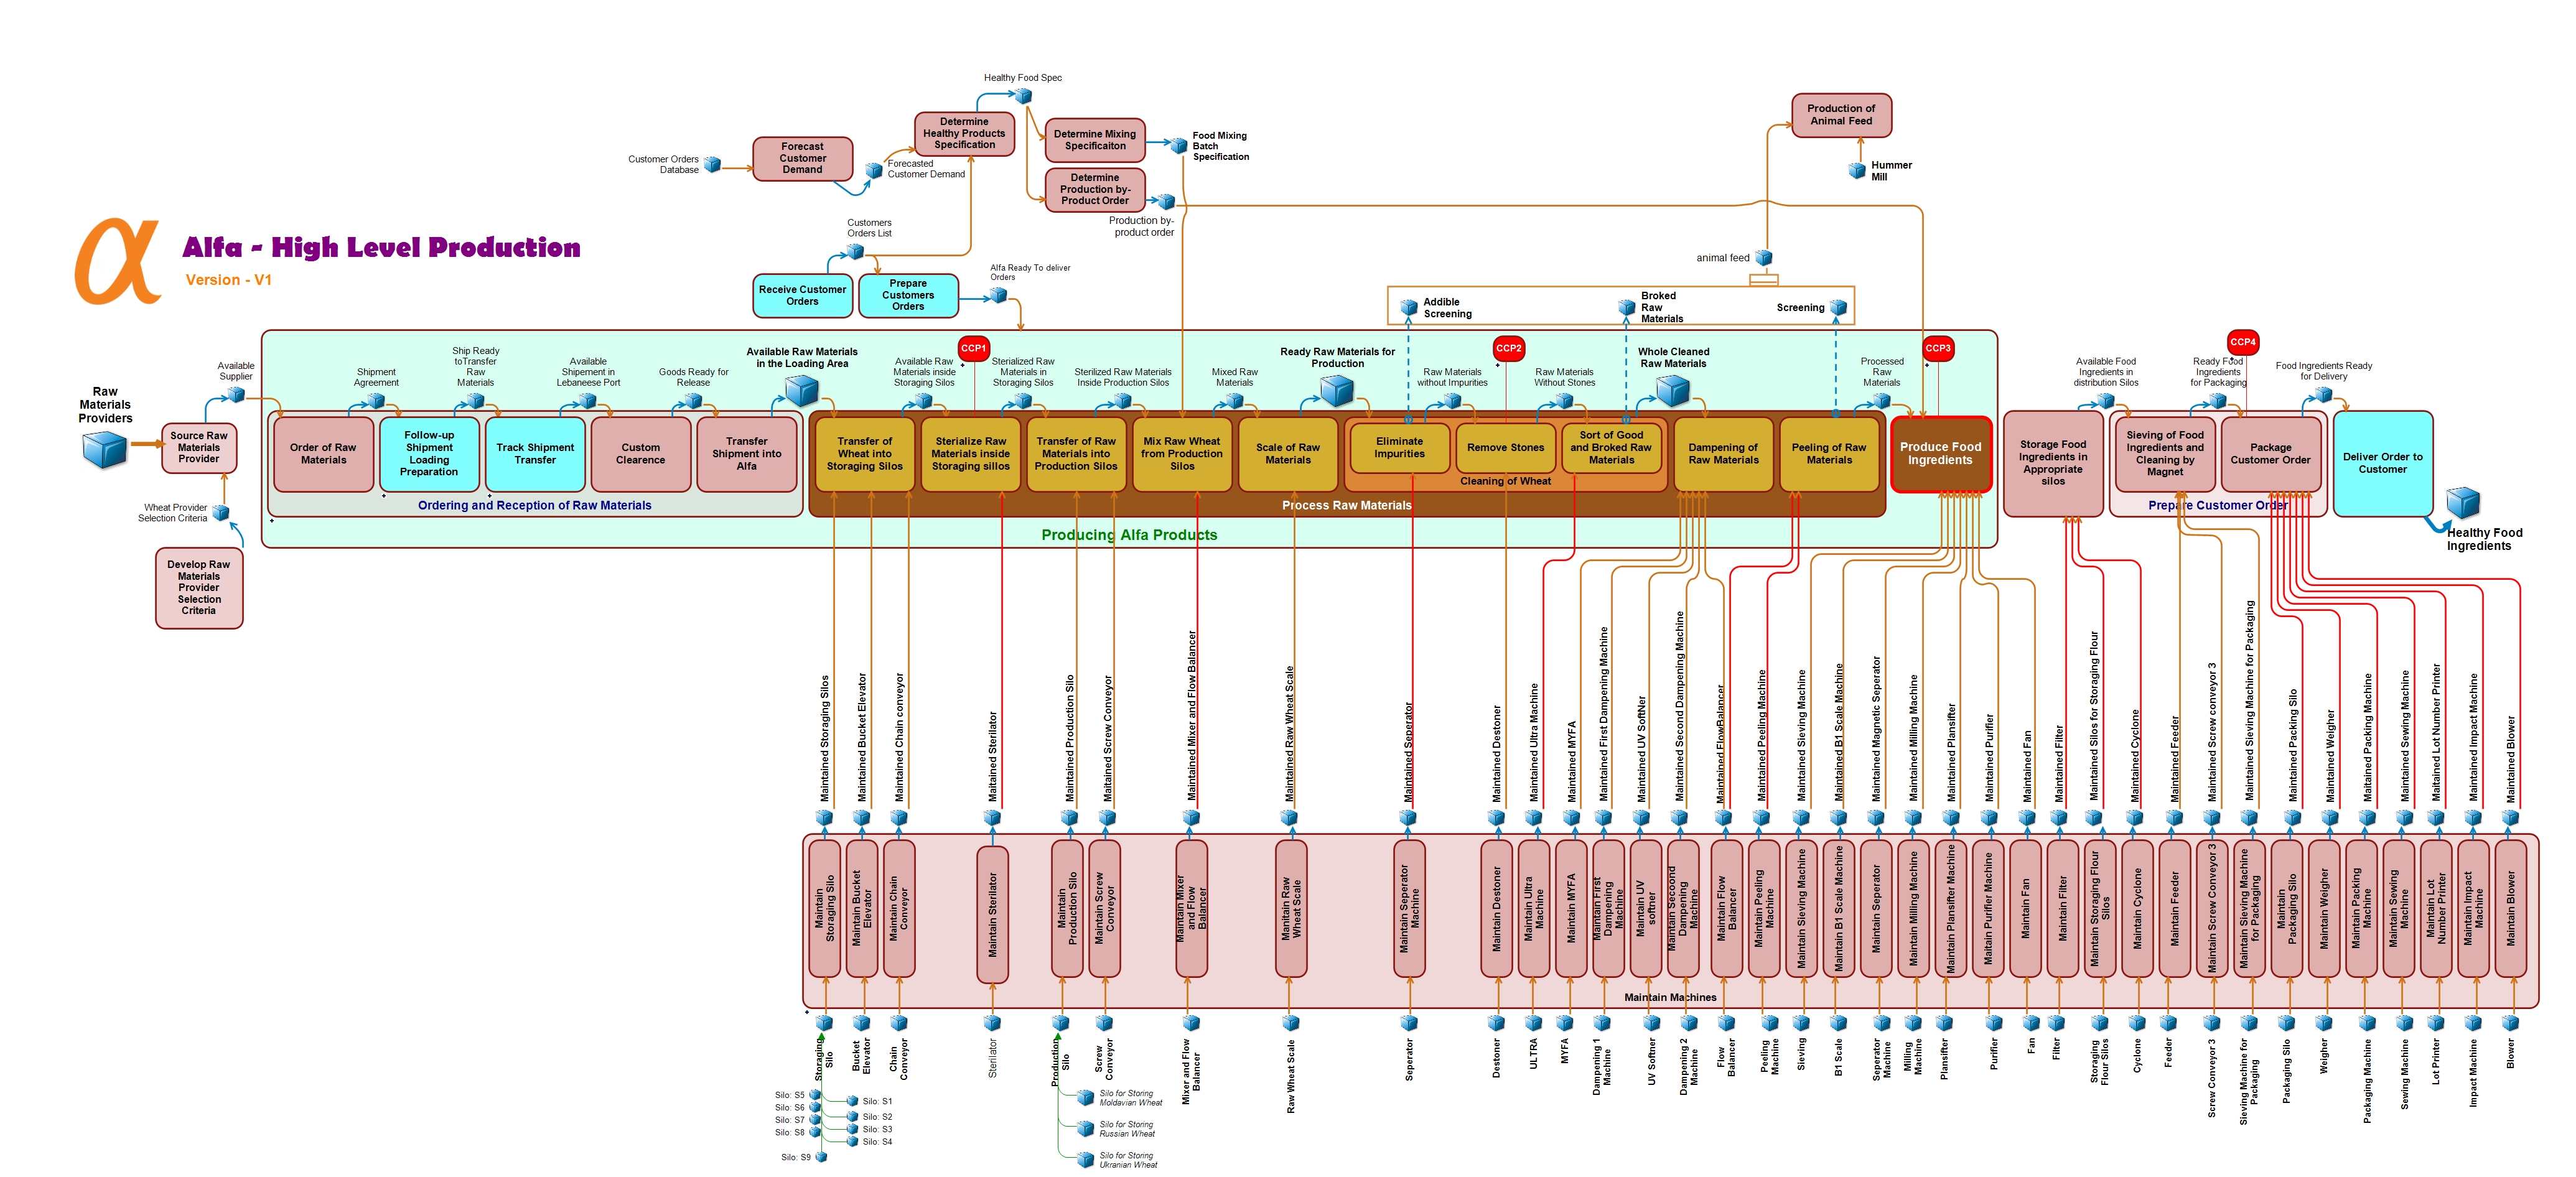 Healthy Food Spec
Determine
Healthy Products
Specification
Forecast
Customer
Demand
Customer Orders
Database
Forecasted
Customer Demand
Determine Mixing
Specificaiton
Food Mixing
Batch
Specification
Determine
Production by-
Product Order
Production by-
product order
Production of
Animal Feed
Hummer
Mill
α
Alfa - High Level Production
Version - V1
Customers
Orders List
Receive Customer
Orders
Prepare
Customers
Orders
Alfa Ready To deliver
Orders
animal feed
Addible
Screening
Broked
Raw
Materials
Screening
Raw
Materials
Providers
Available
Supplier
Source Raw
Materials
Provider
Wheat Provider
Selection Criteria
Develop Raw
Materials
Provider
Selection
Criteria
Shipment
Agreement
Ship Ready
toTransfer
Raw
Materials
Available
Shipement in
Lebaneese Port
Goods Ready for
Release
Available Raw Materials
in the Loading Area
Available Raw
Materials inside
Storaging Silos
CCP1
Sterialized Raw
Materials in
Storaging Silos
Sterilized Raw Materials
Inside Production Silos
Mixed Raw
Materials
Ready Raw Materials for
Production
Raw Materials
without Impurities
CCP2
Raw Materials
Without Stones
Whole Cleaned
Raw Materials
Processed
Raw
Materials
CCP3
Available Food
Ingredients in
distribution Silos
Ready Food
Ingredients
for Packaging
CCP4
Food Ingredients Ready
for Delivery
Order of Raw
Materials
Follow-up
Shipment
Loading
Preparation
Track Shipment
Transfer
Custom
Clearence
Transfer
Shipment into
Alfa
Ordering and Reception of Raw Materials
Transfer of
Wheat into
Storaging Silos
Sterialize Raw
Materials inside
Storaging sillos
Transfer of Raw
Materials into
Production Silos
Mix Raw Wheat
from Production
Silos
Scale of Raw
Materials
Eliminate
Impurities
Remove Stones
Sort of Good
and Broked Raw
Materials
Cleaning of Wheat
Dampening of
Raw Materials
Peeling of Raw
Materials
Process Raw Materials
Produce Food
Ingredients
Producing Alfa Products
Storage Food
Ingredients in
Appropriate
silos
Sieving of Food
Ingredients and
Cleaning by
Magnet
Package
Customer Order
Prepare Customer Order
Deliver Order to
Customer
Healthy Food
Ingredients
Maintained Storaging Silos
Maintained Bucket Elevator
Maintained Chain conveyor
Maitained Sterilator
Maintained Production Silo
Maitained Screw Conveyor
Maintained Mixer and Flow Balancer
Maintained Raw Wheat Scale
Maintained Seperator
Maintained Destoner
Maintained Ultra Machine
Maintained MYFA
Maintained First Dampening Machine
Maintained UV SoftNer
Maintained Second Dampening Machine
Maintained FlowBalancer
Maintained Peeling Machine
Maintained Sieving Machine
Maintained B1 Scale Machine
Maintained Magnetic Seperator
Maintained Milling Machine
Maintained Plansifter
Maintained Purifier
Maintained Fan
Maintained Filter
Maintained Silos for Storaging Flour
Maintained Cyclone
Maintained Feeder
Maintained Screw conveyor 3
Maintained Sieving Machine for Packaging
Maintained Packing Silo
Maintained Weigher
Maitained Packing Machine
Maintained Sewing Machine
Maintained Lot Number Printer
Maintained Impact Machine
Maintained Blower
Maintain
Storaging Silo
Maintain Bucket
Elevator
Maintain Chain
Conveyor
Maintain Sterilator
Maintain
Production Silo
Maintain Screw
Conveyor
Maintain Mixer
and Flow
Balancer
Mantain Raw
Wheat Scale
Maintain Seperator
Machine
Maintain Destoner
Maintain Ultra
Machine
Maintain MYFA
Maintain First
Dampening
Machine
Maintain UV
softner
Maintain Secoond
Dampening
Machine
Maintain Flow
Balancer
Maintain Peeling
Machine
Maintain Sieving Machine
Maintain B1 Scale Machine
Maintain Seperator
Maintain Milling Machine
Maintain Plansifter Machine
Maitain Purifier Machine
Maintain Fan
Maintain Filter
Maintain Storaging Flour
Silos
Maintain Cyclone
Maintain Feeder
Maintain Screw Conveyor 3
Maintain Sieving Machine
for Packaging
Maintain
Packaging Silo
Maintain Weigher
Maintain Packing
Machine
Maintain Sewing
Machine
Maintain Lot
Number Printer
Maintain Impact
Machine
Maintain Blower
Maintain Machines
Storaging
Silo
Bucket
Elevator
Chain
Conveyor
Sterilator
Production
Silo
Screw
Conveyor
Mixer and Flow
Balancer
Raw Wheat Scale
Seperator
Destoner
ULTRA
MYFA
Dampening 1
Machine
UV Softner
Dampening 2
Machine
Flow
Balancer
Peeling
Machine
Sieving
B1 Scale
Seperator
Machine
Milling
Machine
Plansifter
Purifier
Fan
Filter
Storaging
Flour Silos
Cyclone
Feeder
Screw Conveyor 3
Sieving Machine for
Packaging
Packaging Silo
Weigher
Packaging Machine
Sewing Machine
Lot Printer
Impact Machine
Blower
Silo: S5
Silo: S6
Silo: S7
Silo: S8
Silo: S9
Silo: S1
Silo: S2
Silo: S3
Silo: S4
Silo for Storing
Moldavian Wheat
Silo for Storing
Russian Wheat
Silo for Storing
Ukranian Wheat